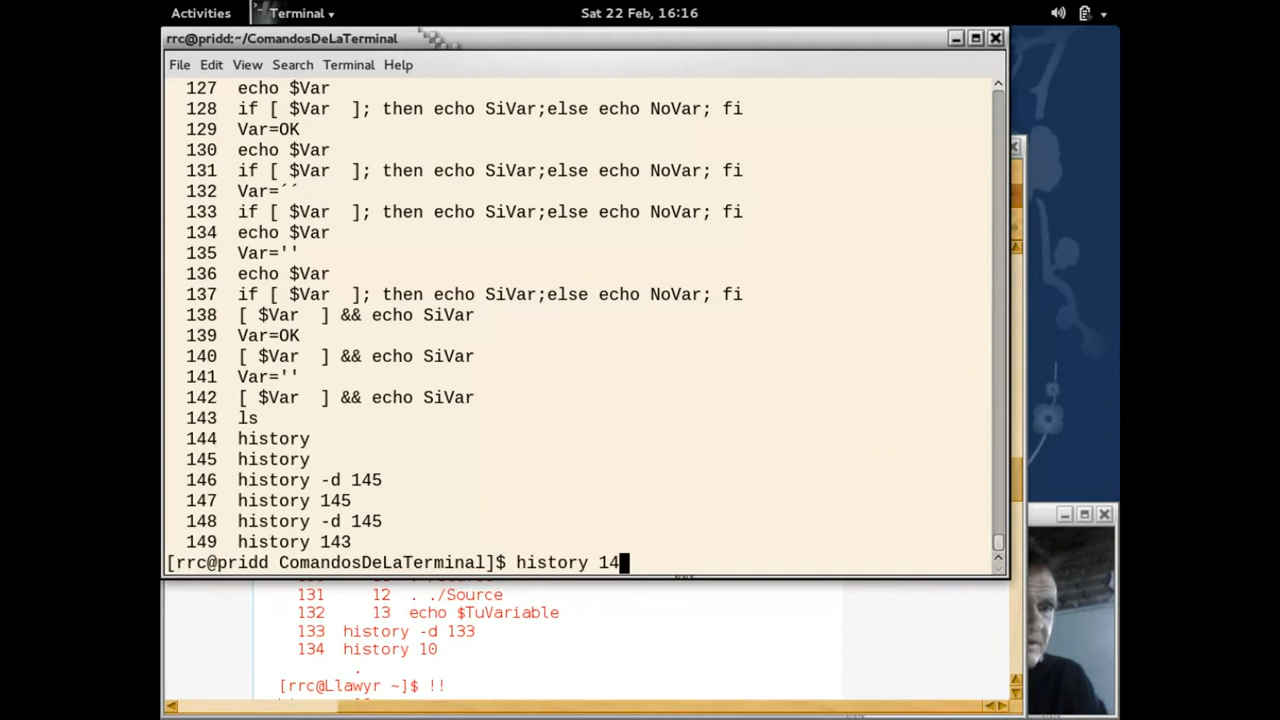 Activities Terminal Sat 22 Feb, 16:16
rrc@pridd:~/ComandosDeLaTerminal
File Edit View Search Terminal Help
127 echo $Var
128 if [ $Var ]; then echo SiVar;else echo NoVar; fi
129 Var=OK
130 echo $Var
131 if [ $Var ]; then echo SiVar;else echo NoVar; fi
132 Var=´´
133 if [ $Var ]; then echo SiVar;else echo NoVar; fi
134 echo $Var
135 Var=''
136 echo $Var
137 if [ $Var ]; then echo SiVar;else echo NoVar; fi
138 [ $Var ] && echo SiVar
139 Var=OK
140 [ $Var ] && echo SiVar
141 Var=''
142 [ $Var ] && echo SiVar
143 ls
144 history
145 history
146 history -d 145
147 history 145
148 history -d 145
149 history 143
[rrc@pridd ComandosDeLaTerminal]$ history 14
131 12 . ./Source
132 13 echo $TuVariable
133 history -d 133
134 history 10
.
[rrc@Llawyr ~]$ !!